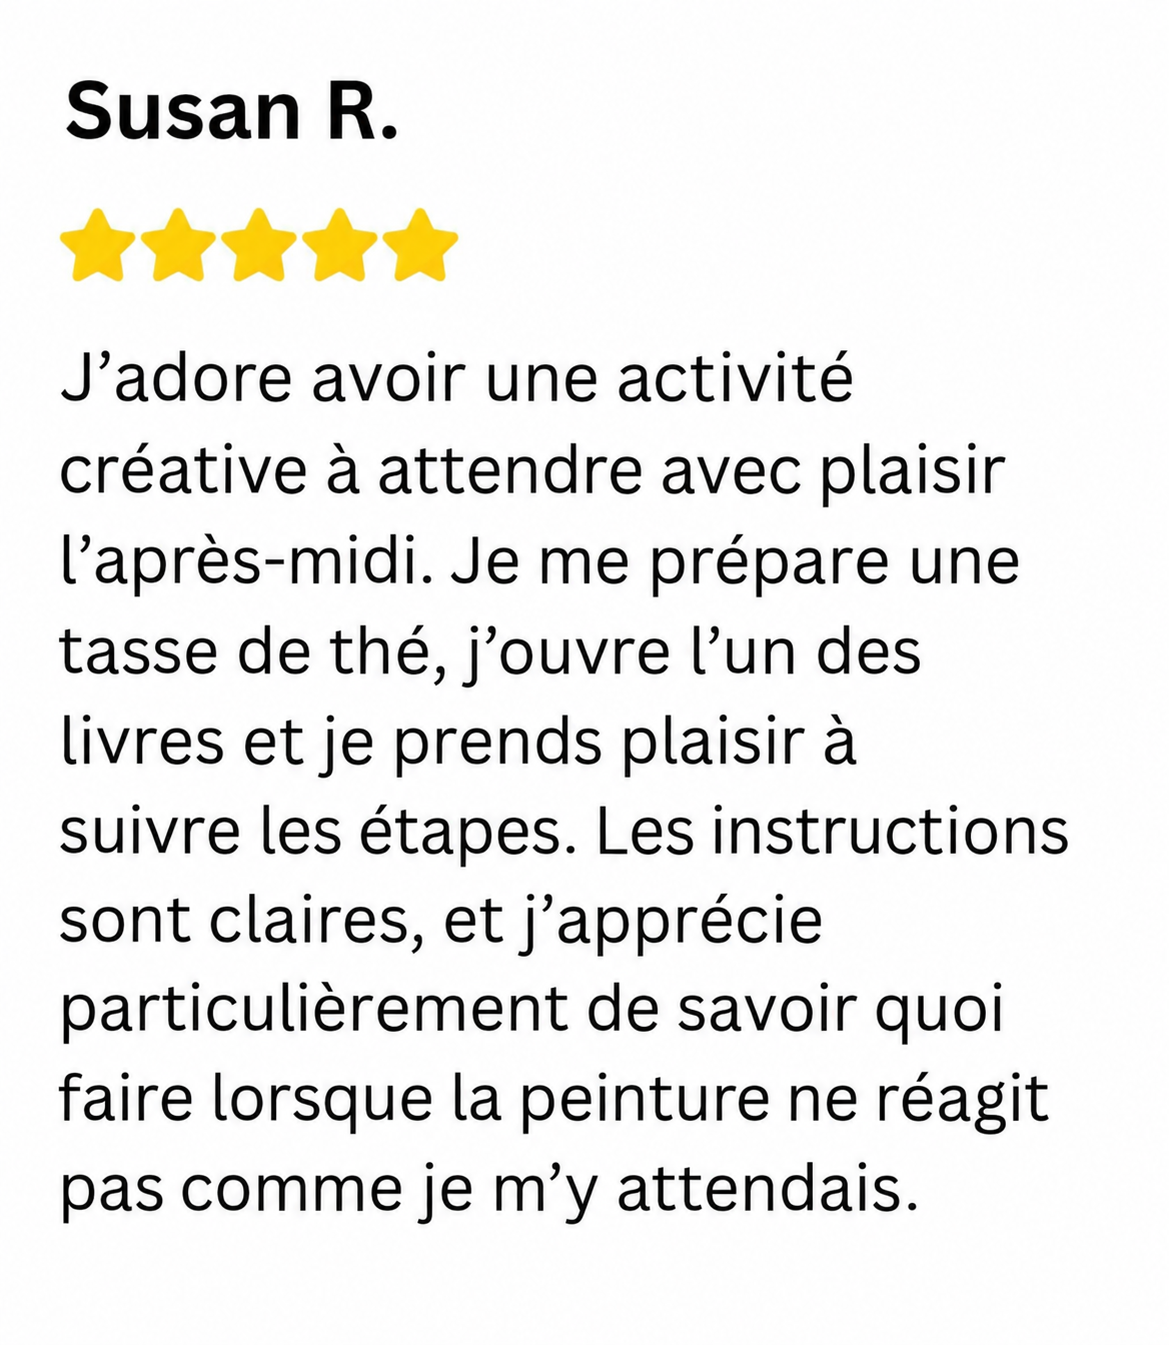 Susan R.
J’adore avoir une activité
créative à attendre avec plaisir
l’après-midi. Je me prépare une
tasse de thé, j’ouvre l’un des
livres et je prends plaisir à
suivre les étapes. Les instructions
sont claires, et j’apprécie
particulièrement de savoir quoi
faire lorsque la peinture ne réagit
pas comme je m’y attendais.